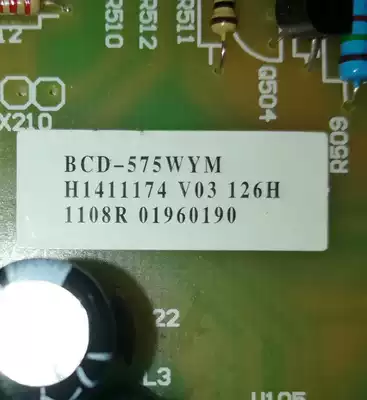 R510
R512
R511
Q504
R509
X210
BCD-575WYM
H1411174 V03 126H
1108R 01960190
22
L3